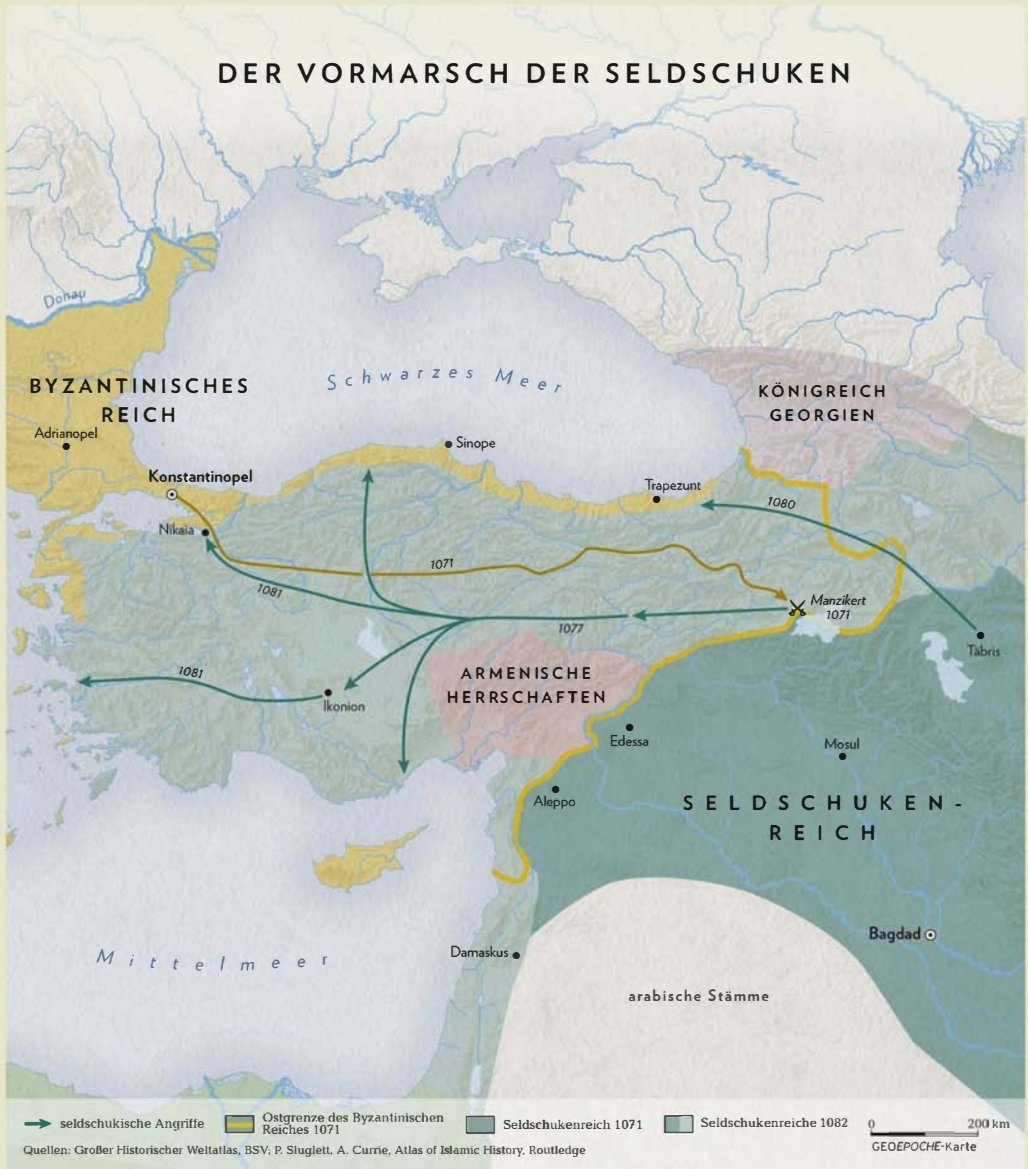 DER VORMARSCH DER SELDSCHUKEN
Donau
BYZANTINISCHES
REICH
Schwarzes Meer
KÖNIGREICH
GEORGIEN
Adrianopel
Sinope
Konstantinopel
Trapezunt
1080
Nikaia
1071
1081
Manzikert
1071
1077
Täbris
1081
ARMENISCHE
HERRSCHAFTEN
Ikonion
Edessa
Mosul
Aleppo
SELDSCHUKEN-
REICH
Bagdad
Damaskus
Mittelmeer
arabische Stämme
seldschukische Angriffe
Ostgrenze des Byzantinischen
Reiches 1071
Seldschukenreich 1071
Seldschukenreiche 1082
0 200 km
GEOEPOCHE-Karte
Quellen: Großer Historischer Weltatlas, BSV; P. Sluglett, A. Currie, Atlas of Islamic History, Routledge